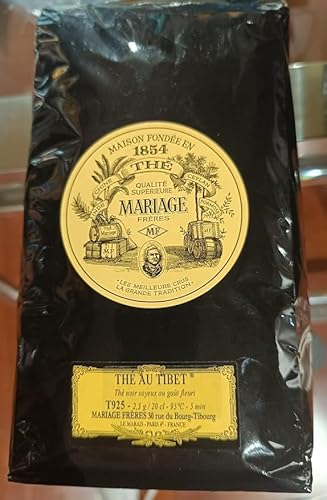 MAISON FONDÉE EN
1854
THÉ
CHINE
CEYLAN
QUALITÉ
SUPÉRIEURE
MARIAGE
FRÈRES
MF
"LES MEILLEURS CRUS
LA GRANDE TRADITION"
THÉ AU TIBET ®
Thé noir soyeux au goût fleuri
T925 - 2,5 g / 20 cl - 95°C - 5 min
MARIAGE FRÈRES 30 rue du Bourg-Tibourg
LE MARAIS - PARIS 4e - FRANCE